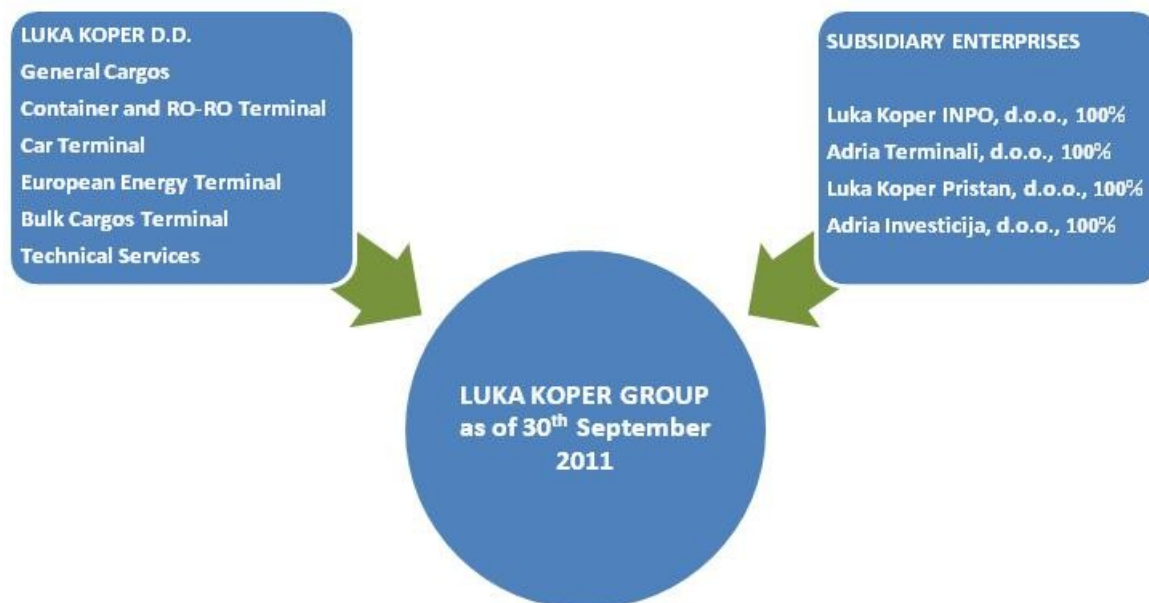 LUKA KOPER D.D.
General Cargos
Container and RO-RO Terminal
Car Terminal
European Energy Terminal
Bulk Cargos Terminal
Technical Services
SUBSIDIARY ENTERPRISES
Luka Koper INPO, d.o.o., 100%
Adria Terminali, d.o.o., 100%
Luka Koper Pristan, d.o.o., 100%
Adria Investicija, d.o.o., 100%
LUKA KOPER GROUP
as of 30th September
2011